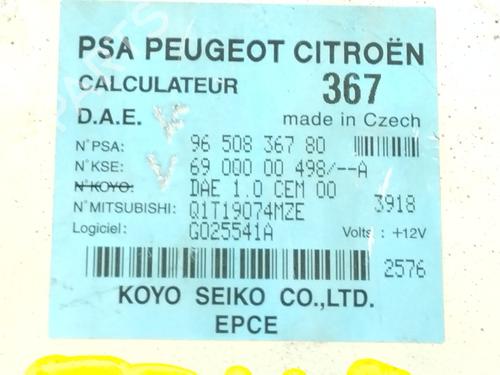 PSA PEUGEOT CITROËN
CALCULATEUR 367
D.A.E. made in Czech
N°PSA: 96 508 367 80
N°KSE: 69 000 00 498/--A
N°KOYO: DAE 1.0 CEM 00
N°MITSUBISHI: Q1T19074MZE 3918
Logiciel: G025541A Volts : +12V
2576
KOYO SEIKO CO.,LTD.
EPCE